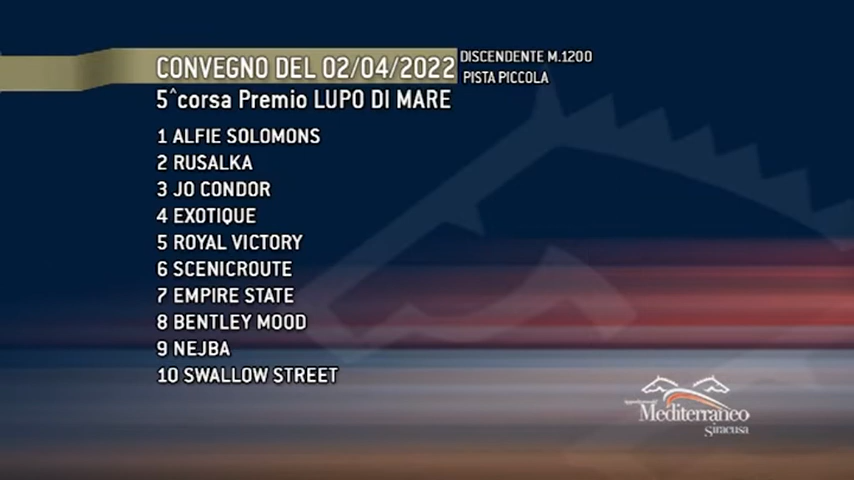 CONVEGNO DEL 02/04/2022
DISCENDENTE M.1200
PISTA PICCOLA
5^corsa Premio LUPO DI MARE
1 ALFIE SOLOMONS
2 RUSALKA
3 JO CONDOR
4 EXOTIQUE
5 ROYAL VICTORY
6 SCENICROUTE
7 EMPIRE STATE
8 BENTLEY MOOD
9 NEJBA
10 SWALLOW STREET
Mediterraneo
Siracusa